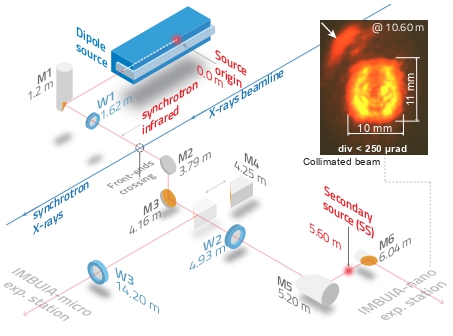 Dipole
source
Source
origin
0.0 m
M1
1.2 m
W1
1.62 m
synchrotron
infrared
X-rays beamline
Front-ends
crossing
M2
3.79 m
synchrotron
X-rays
M3
4.16 m
M4
4.25 m
W2
4.93 m
W3
14.20 m
IMBUIA-micro
exp. station
M5
5.20 m
Secondary
source (SS)
5.60 m
M6
6.04 m
IMBUIA-nano
exp. station
@ 10.60 m
11 mm
10 mm
div < 250 μrad
Collimated beam